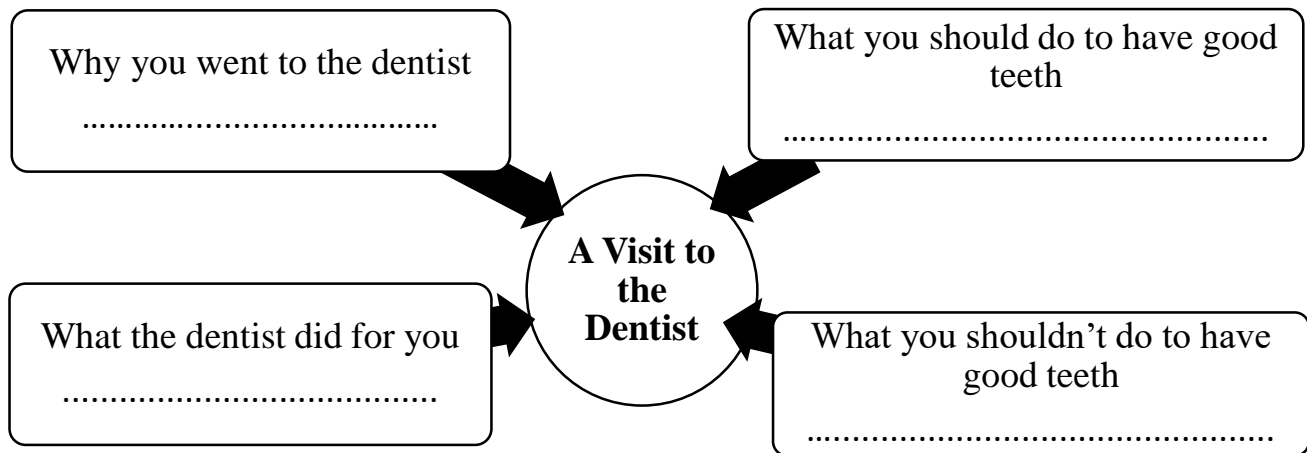 Why you went to the dentist
……………………………………
What you should do to have good
teeth
………………………………………………
A Visit to
the
Dentist
What the dentist did for you
……………………………………
What you shouldn’t do to have
good teeth
………………………………………………